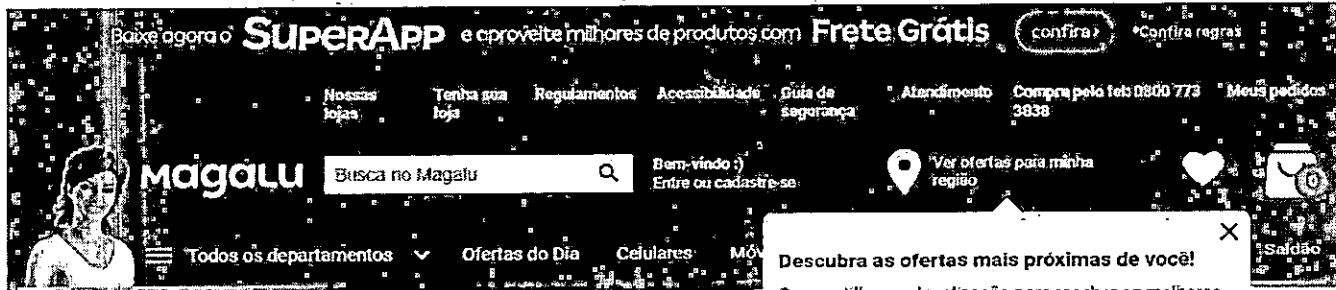 Baixe agora o SUPERAPP e aproveite milhares de produtos com Frete Grátis confira > *Confira regras
Nossas lojas Tenha sua loja Regulamentos Acessibilidade Guia de segurança Atendimento Compre pelo tel: 0800 773 3838 Meus pedidos
MAGALU Busca no Magalu Bem-vindo :) Entre ou cadastre-se Ver ofertas para minha região 0
Todos os departamentos Ofertas do Dia Celulares Móv Saldão
Descubra as ofertas mais próximas de você!